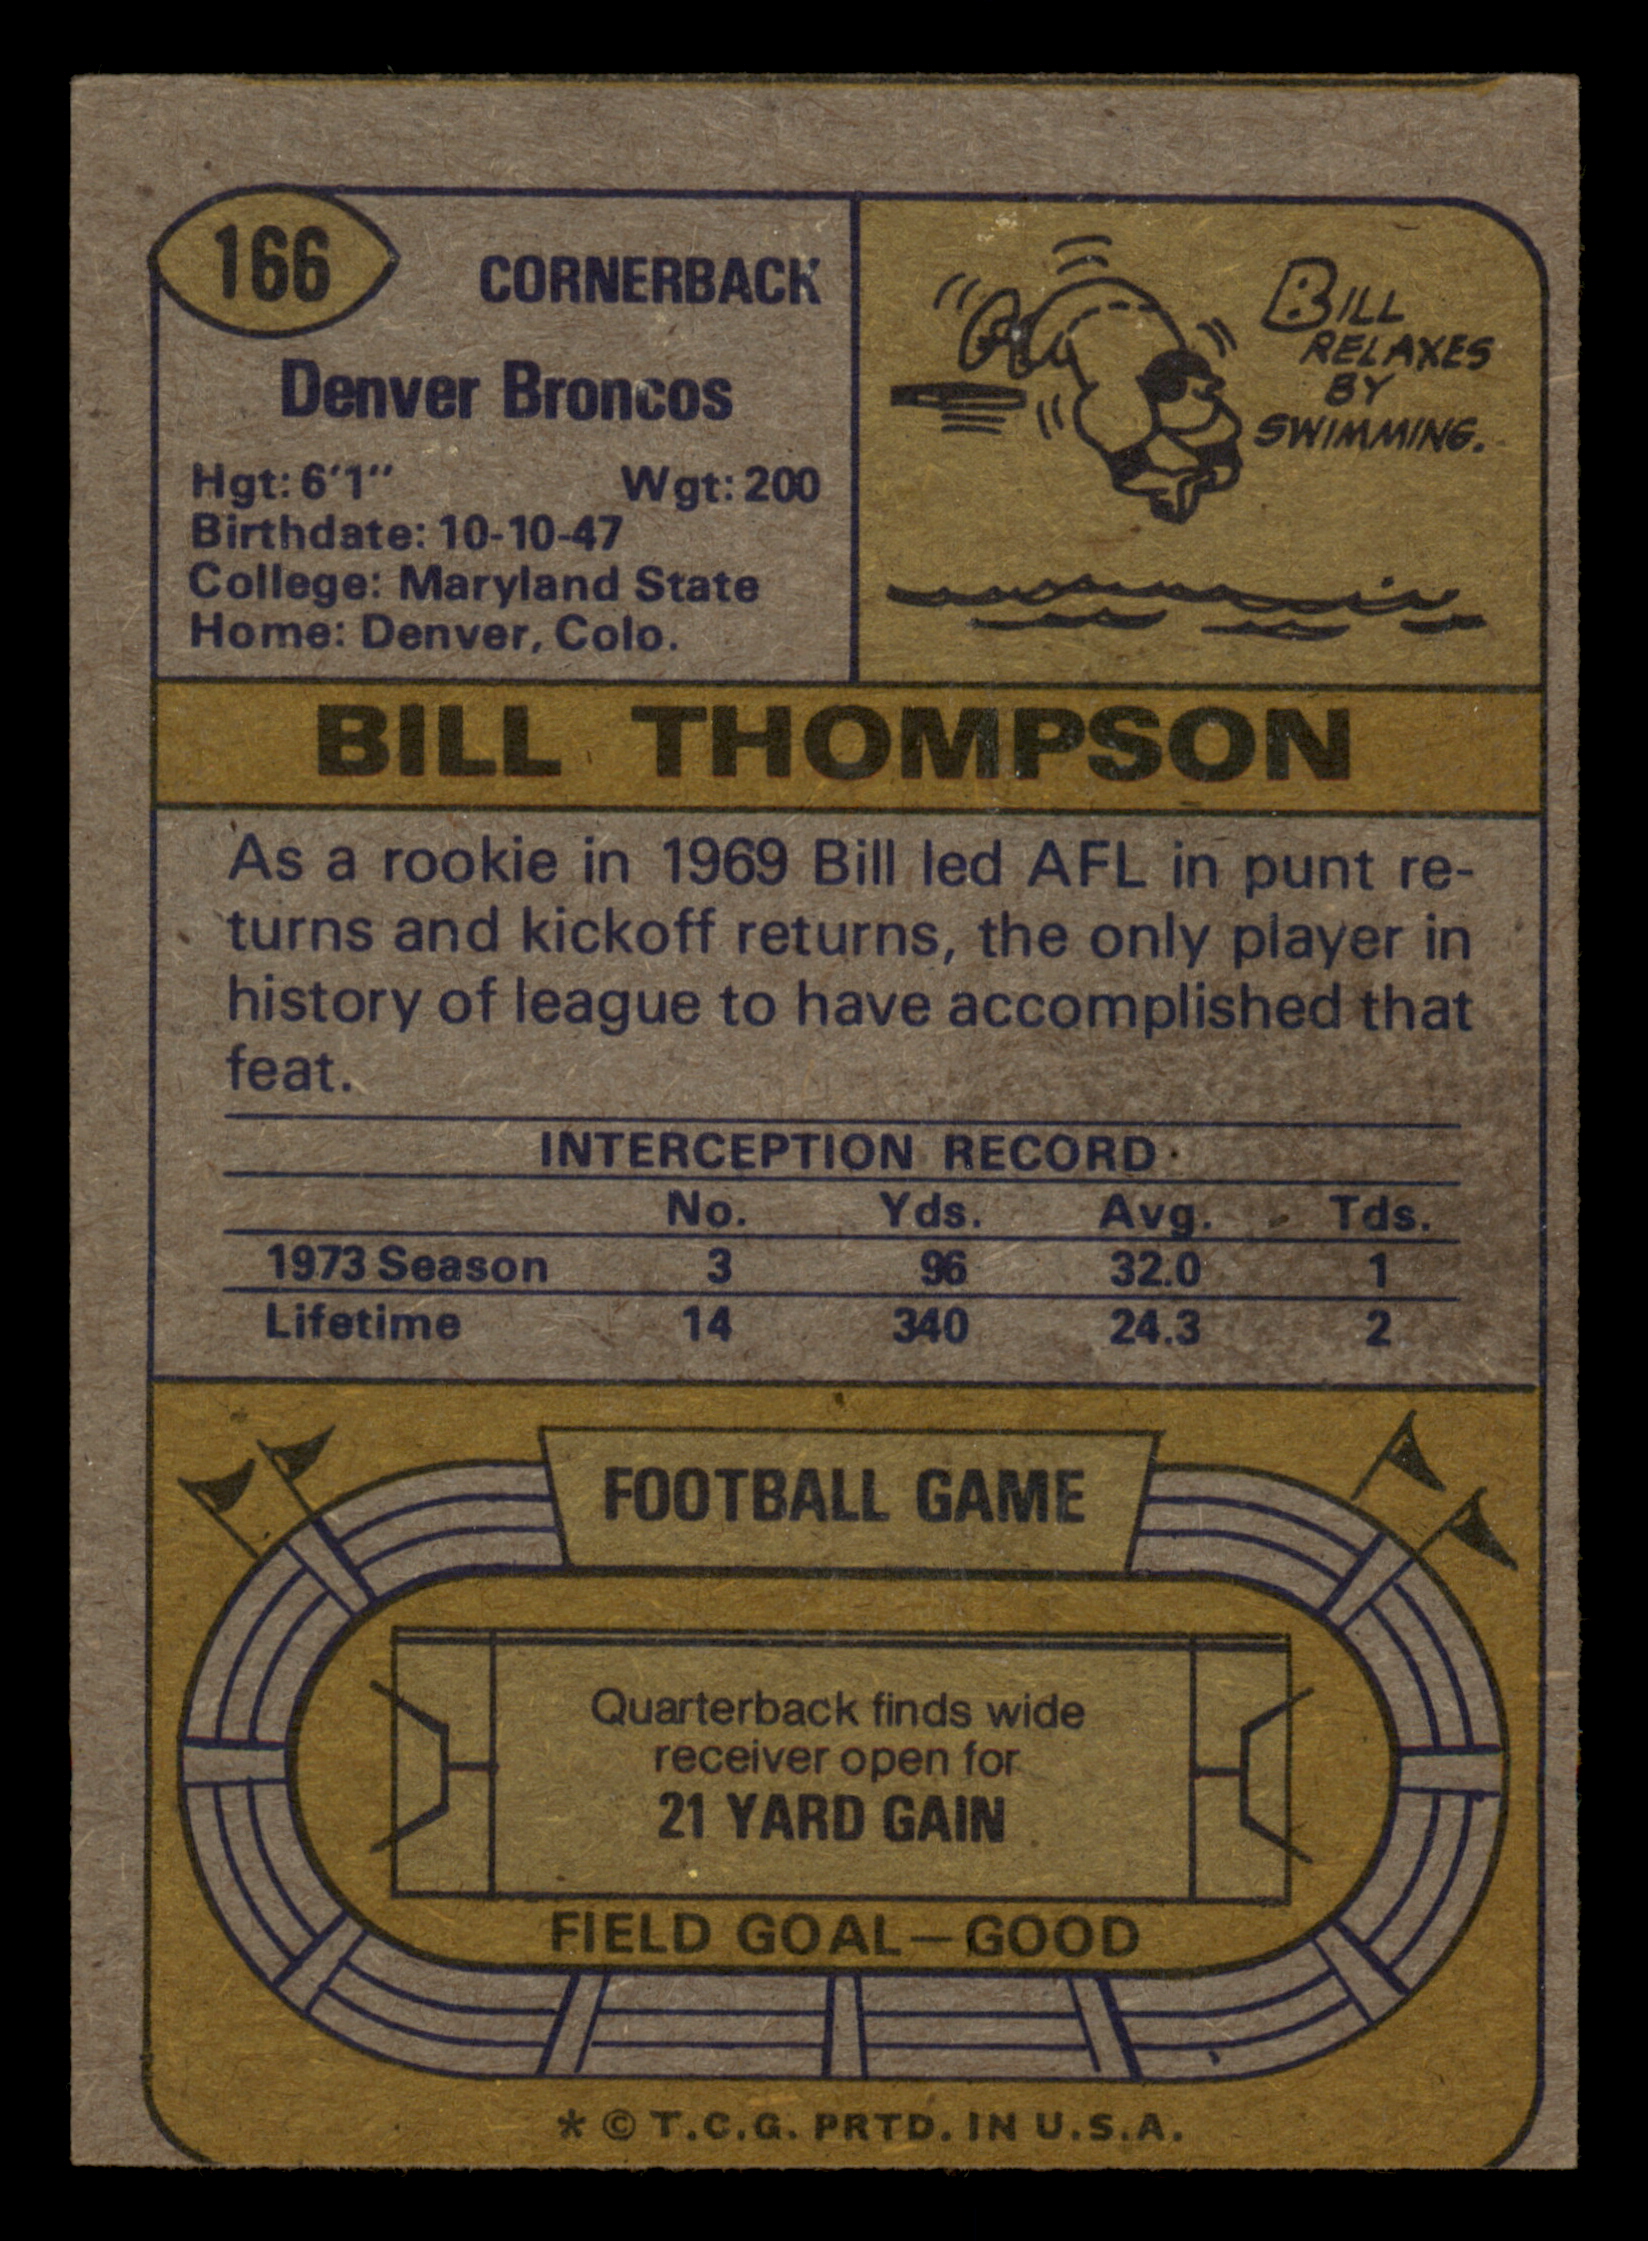 166
CORNERBACK
Denver Broncos
Hgt: 6'1" Wgt: 200
Birthdate: 10-10-47
College: Maryland State
Home: Denver, Colo.
BILL
RELAXES
BY
SWIMMING.
BILL THOMPSON
As a rookie in 1969 Bill led AFL in punt re-
turns and kickoff returns, the only player in
history of league to have accomplished that
feat.
INTERCEPTION RECORD
No. Yds. Avg. Tds.
1973 Season 3 96 32.0 1
Lifetime 14 340 24.3 2
FOOTBALL GAME
Quarterback finds wide
receiver open for
21 YARD GAIN
FIELD GOAL—GOOD
* © T.C.G. PRTD. IN U.S.A.